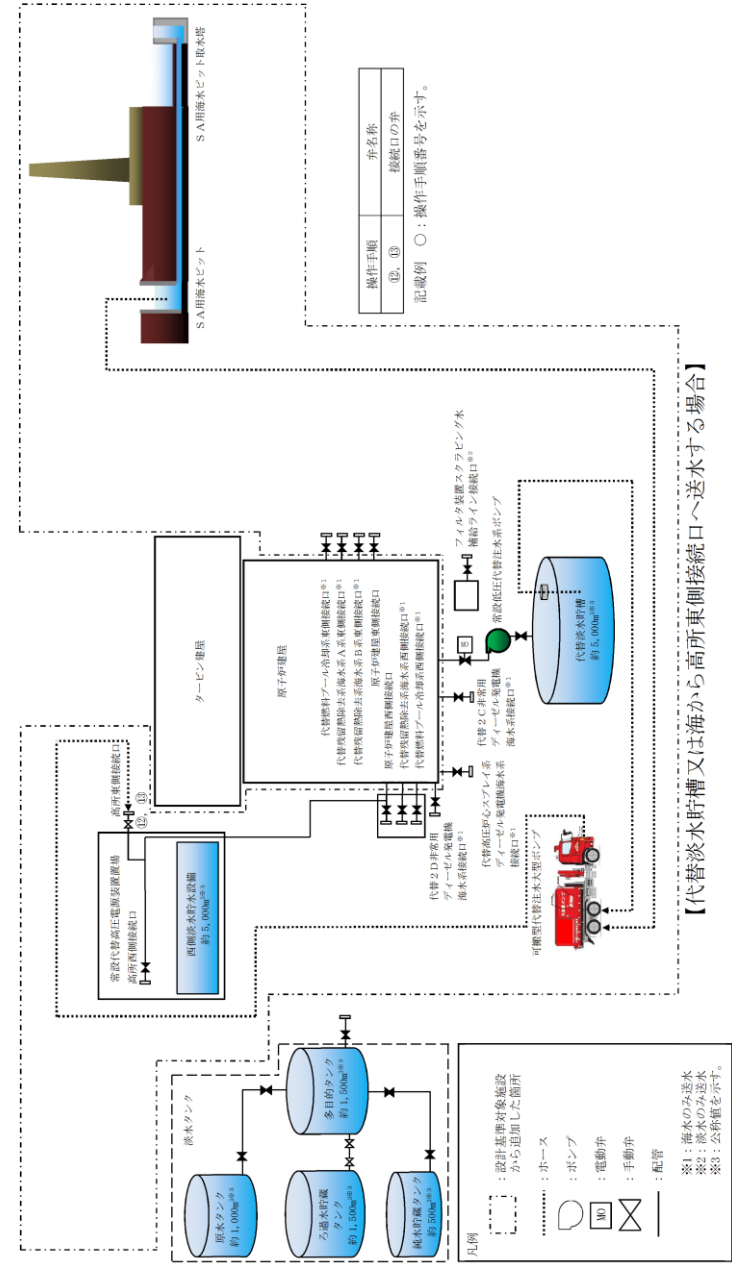 ＳＡ用海水ピット取水塔
ＳＡ用海水ピット
操作手順
弁名称
⑫，⑬
接続口の弁
記載例　○：操作手順番号を示す。
タービン建屋
原子炉建屋
代替燃料プール冷却系東側接続口※1
代替残留熱除去系海水系Ａ系東側接続口※1
代替残留熱除去系海水系Ｂ系東側接続口※1
原子炉建屋東側接続口
原子炉建屋西側接続口
代替残留熱除去系海水系西側接続口※1
代替燃料プール冷却系西側接続口※1
フィルタ装置スクラビング水
補給ライン接続口※2
常設低圧代替注水系ポンプ
MO
代替淡水貯槽
約5,000m³※3
代替２Ｃ非常用
ディーゼル発電機
海水系接続口※1
代替高圧炉心スプレイ系
ディーゼル発電機海水系
接続口※1
代替２Ｄ非常用
ディーゼル発電機
海水系接続口※1
高所東側接続口
⑫，⑬
常設代替高圧電源装置置場
高所西側接続口
西側淡水貯水設備
約5,000m³※3
可搬型代替注水大型ポンプ
淡水タンク
原水タンク
約1,000m³※3
ろ過水貯蔵
タンク
約1,500m³※3
純水貯蔵タンク
約500m³※3
多目的タンク
約1,500m³※3
凡例
：設計基準対象施設
から追加した箇所
：ホース
：ポンプ
MO
：電動弁
：手動弁
：配管
※1：海水のみ送水
※2：淡水のみ送水
※3：公称値を示す。
【代替淡水貯槽又は海から高所東側接続口へ送水する場合】